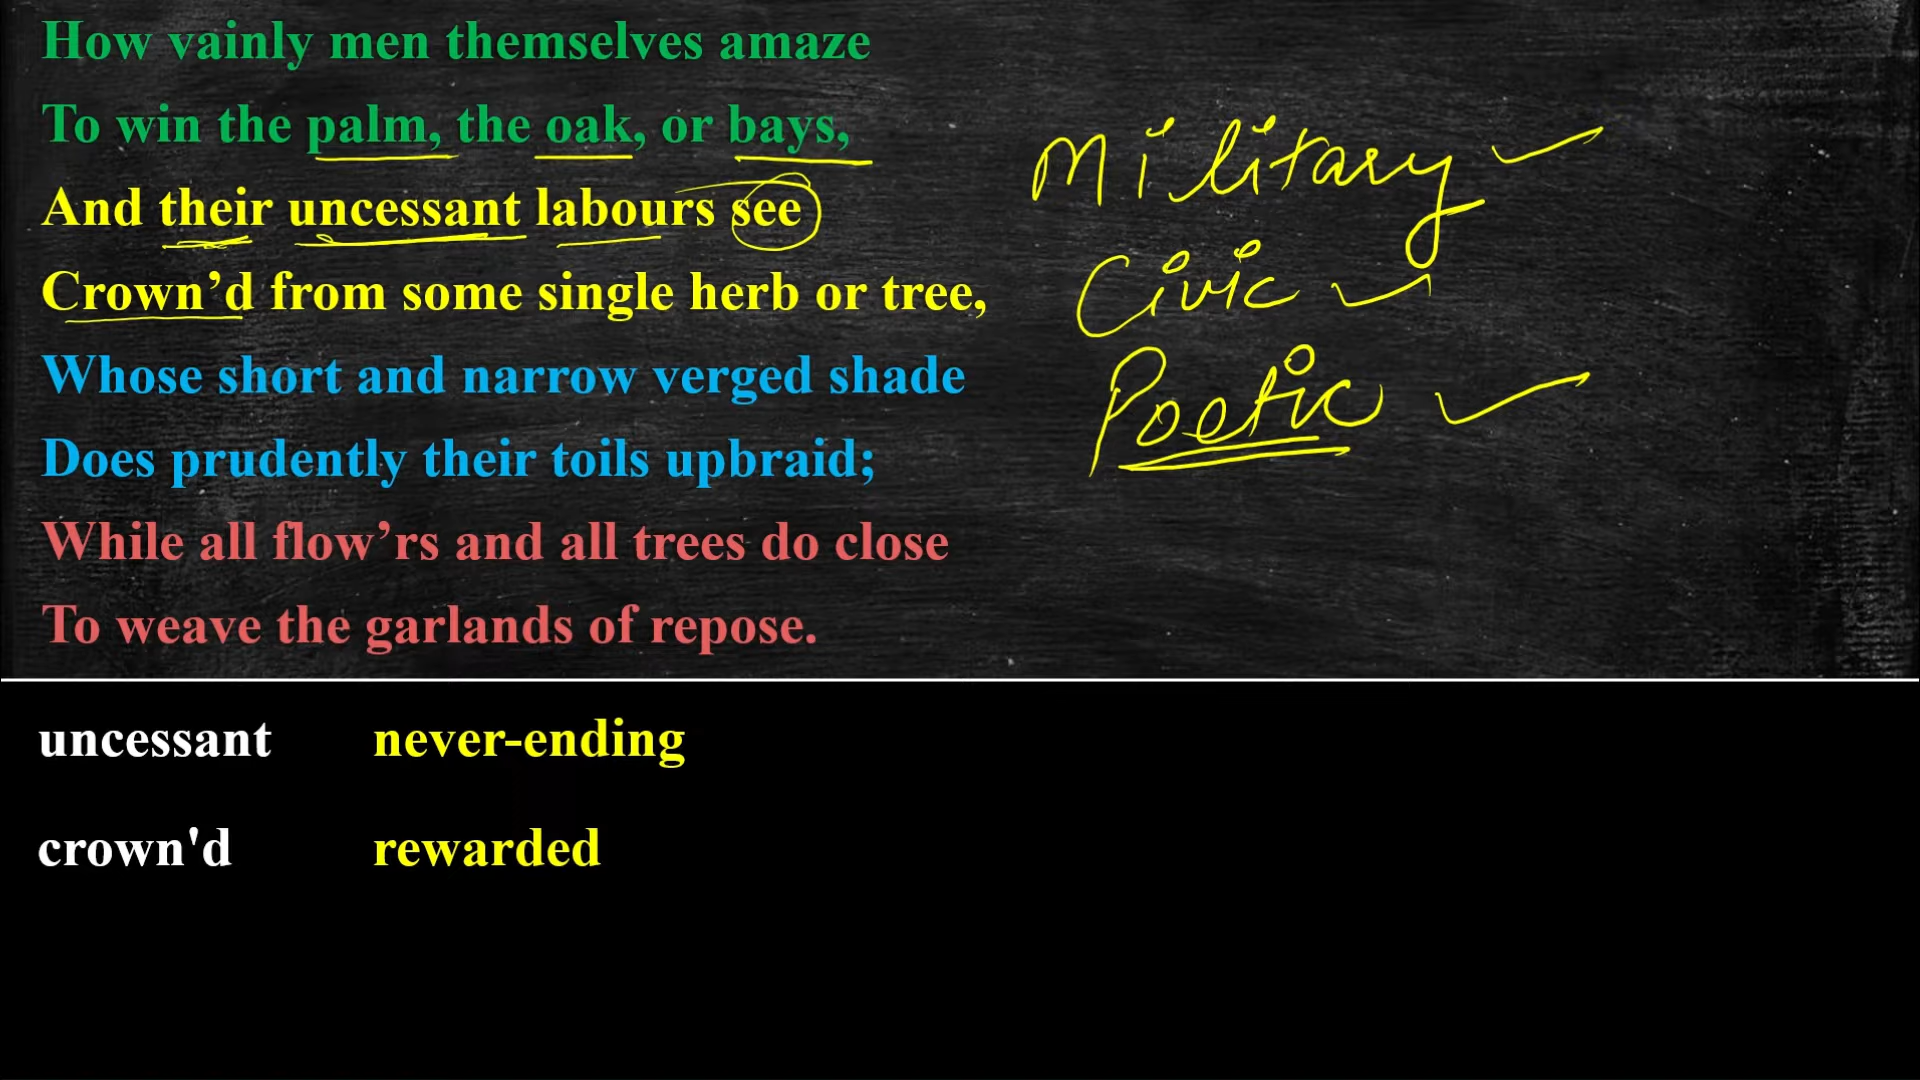 How vainly men themselves amaze
To win the palm, the oak, or bays,
And their uncessant labours see
Crown’d from some single herb or tree,
Whose short and narrow verged shade
Does prudently their toils upbraid;
While all flow’rs and all trees do close
To weave the garlands of repose.
Military
Civic
Poetic
uncessant never-ending
crown'd rewarded